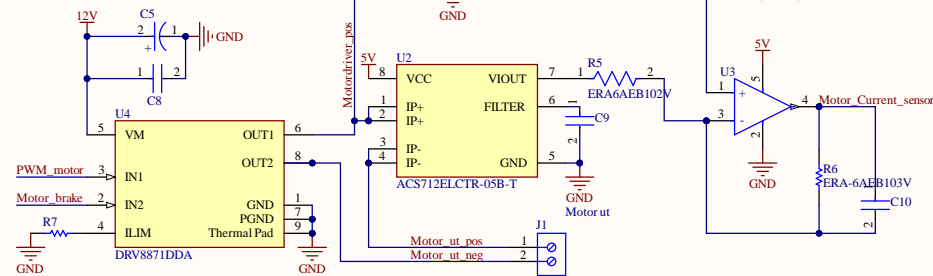 12V
C5
2
1
+
GND
1
2
C8
GND
Motordriver_pos
5V
U2
8
VCC
VIOUT
7
1
IP+
2
IP+
FILTER
6
3
IP-
4
IP-
GND
5
ACS712ELCTR-05B-T
R5
1
2
ERA6AEB102V
1
C9
2
GND
Motor ut
5V
U3
5
1
+
3
-
4
2
GND
Motor_Current_sensor
R6
ERA-6AEB103V
C10
2
U4
5
VM
OUT1
6
OUT2
8
PWM_motor
3
IN1
Motor_brake
2
IN2
GND
1
PGND
7
R7
4
ILIM
Thermal Pad
9
GND
DRV8871DDA
GND
J1
Motor_ut_pos
1
Motor_ut_neg
2